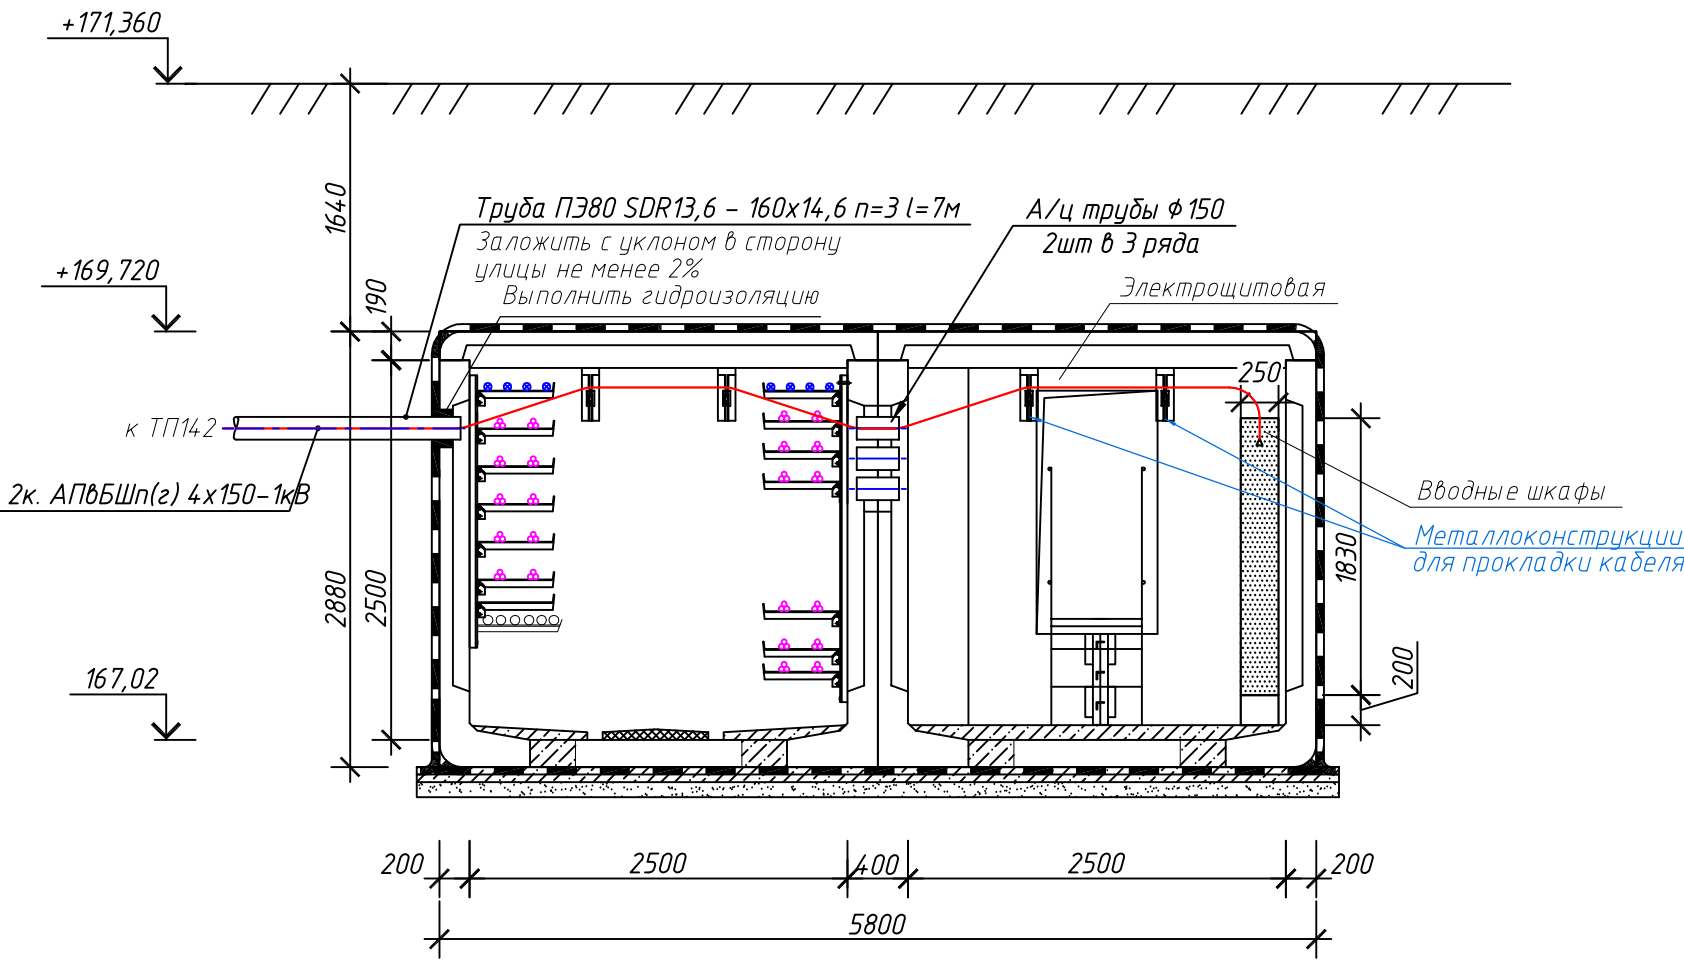 +171,360
1640
Труба ПЭ80 SDR13,6 – 160х14,6 n=3 l=7м
Заложить с уклоном в сторону
улицы не менее 2%
Выполнить гидроизоляцию
А/ц трубы Ф150
2шт в 3 ряда
Электрощитовая
+169,720
190
250
к ТП142
2к. АПвБШп(г) 4х150-1кВ
Вводные шкафы
Металлоконструкции
для прокладки кабеля
1830
2880
2500
200
167,02
200
2500
400
2500
200
5800